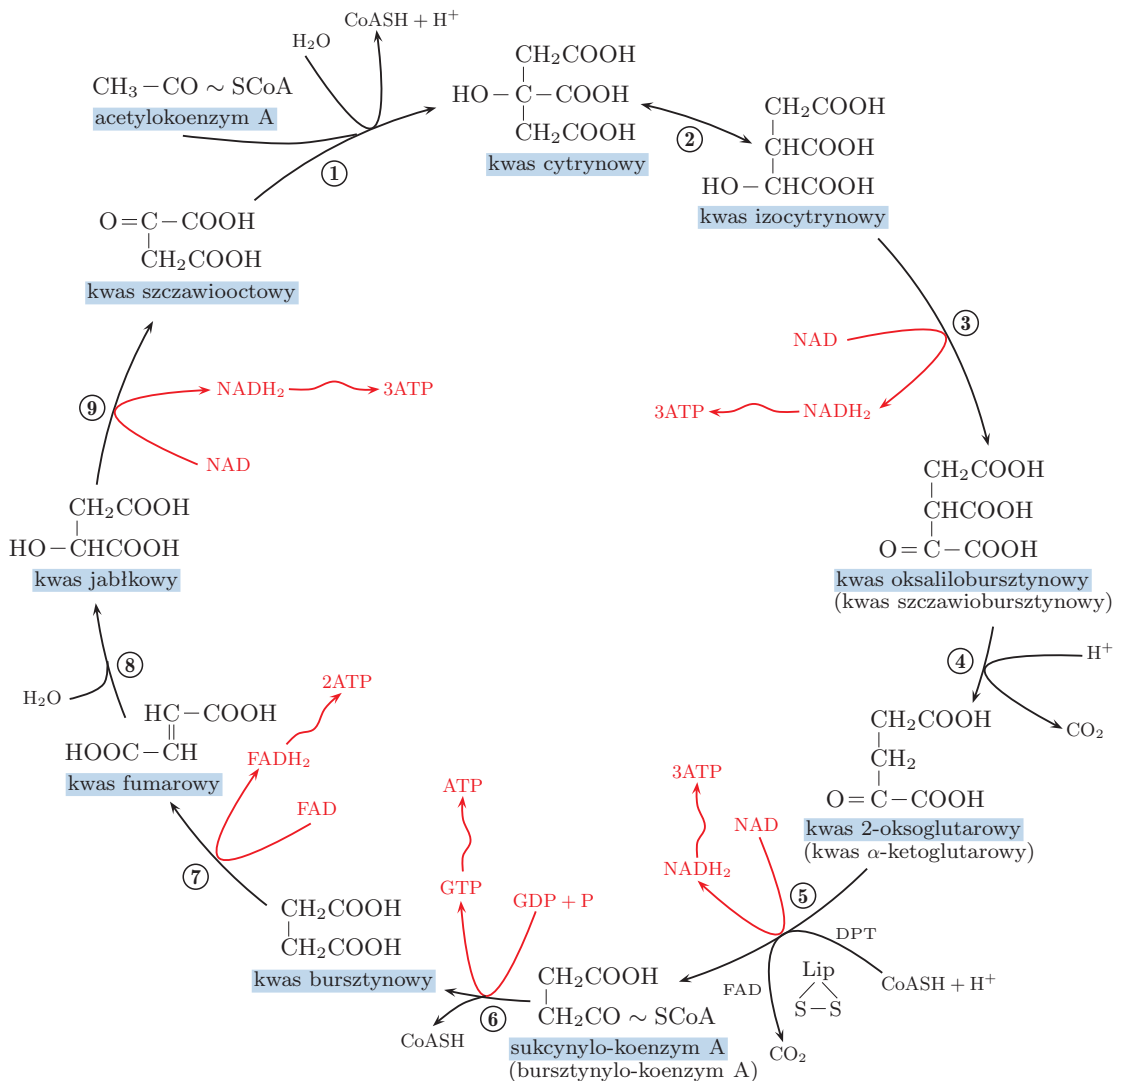 CoASH + H⁺
H₂O
CH₃ − CO ∼ SCoA
acetylokoenzym A
①
CH₂COOH
HO − C − COOH
CH₂COOH
kwas cytrynowy
②
CH₂COOH
CHCOOH
HO − CHCOOH
kwas izocytrynowy
O = C − COOH
CH₂COOH
kwas szczawiooctowy
③
NAD
NADH₂
3ATP
⑨
NADH₂
3ATP
NAD
CH₂COOH
CHCOOH
O = C − COOH
kwas oksalilobursztynowy
(kwas szczawiobursztynowy)
CH₂COOH
HO − CHCOOH
kwas jabłkowy
④
H⁺
CO₂
⑧
H₂O
HC − COOH
HOOC − CH
kwas fumarowy
2ATP
FADH₂
FAD
⑦
CH₂COOH
CH₂
O = C − COOH
kwas 2-oksoglutarowy
(kwas α-ketoglutarowy)
3ATP
NAD
NADH₂
⑤
DPT
CoASH + H⁺
Lip
S − S
FAD
CO₂
ATP
GTP
GDP + P
⑥
CoASH
CH₂COOH
CH₂COOH
kwas bursztynowy
CH₂COOH
CH₂CO ∼ SCoA
sukcynylo-koenzym A
(bursztynylo-koenzym A)